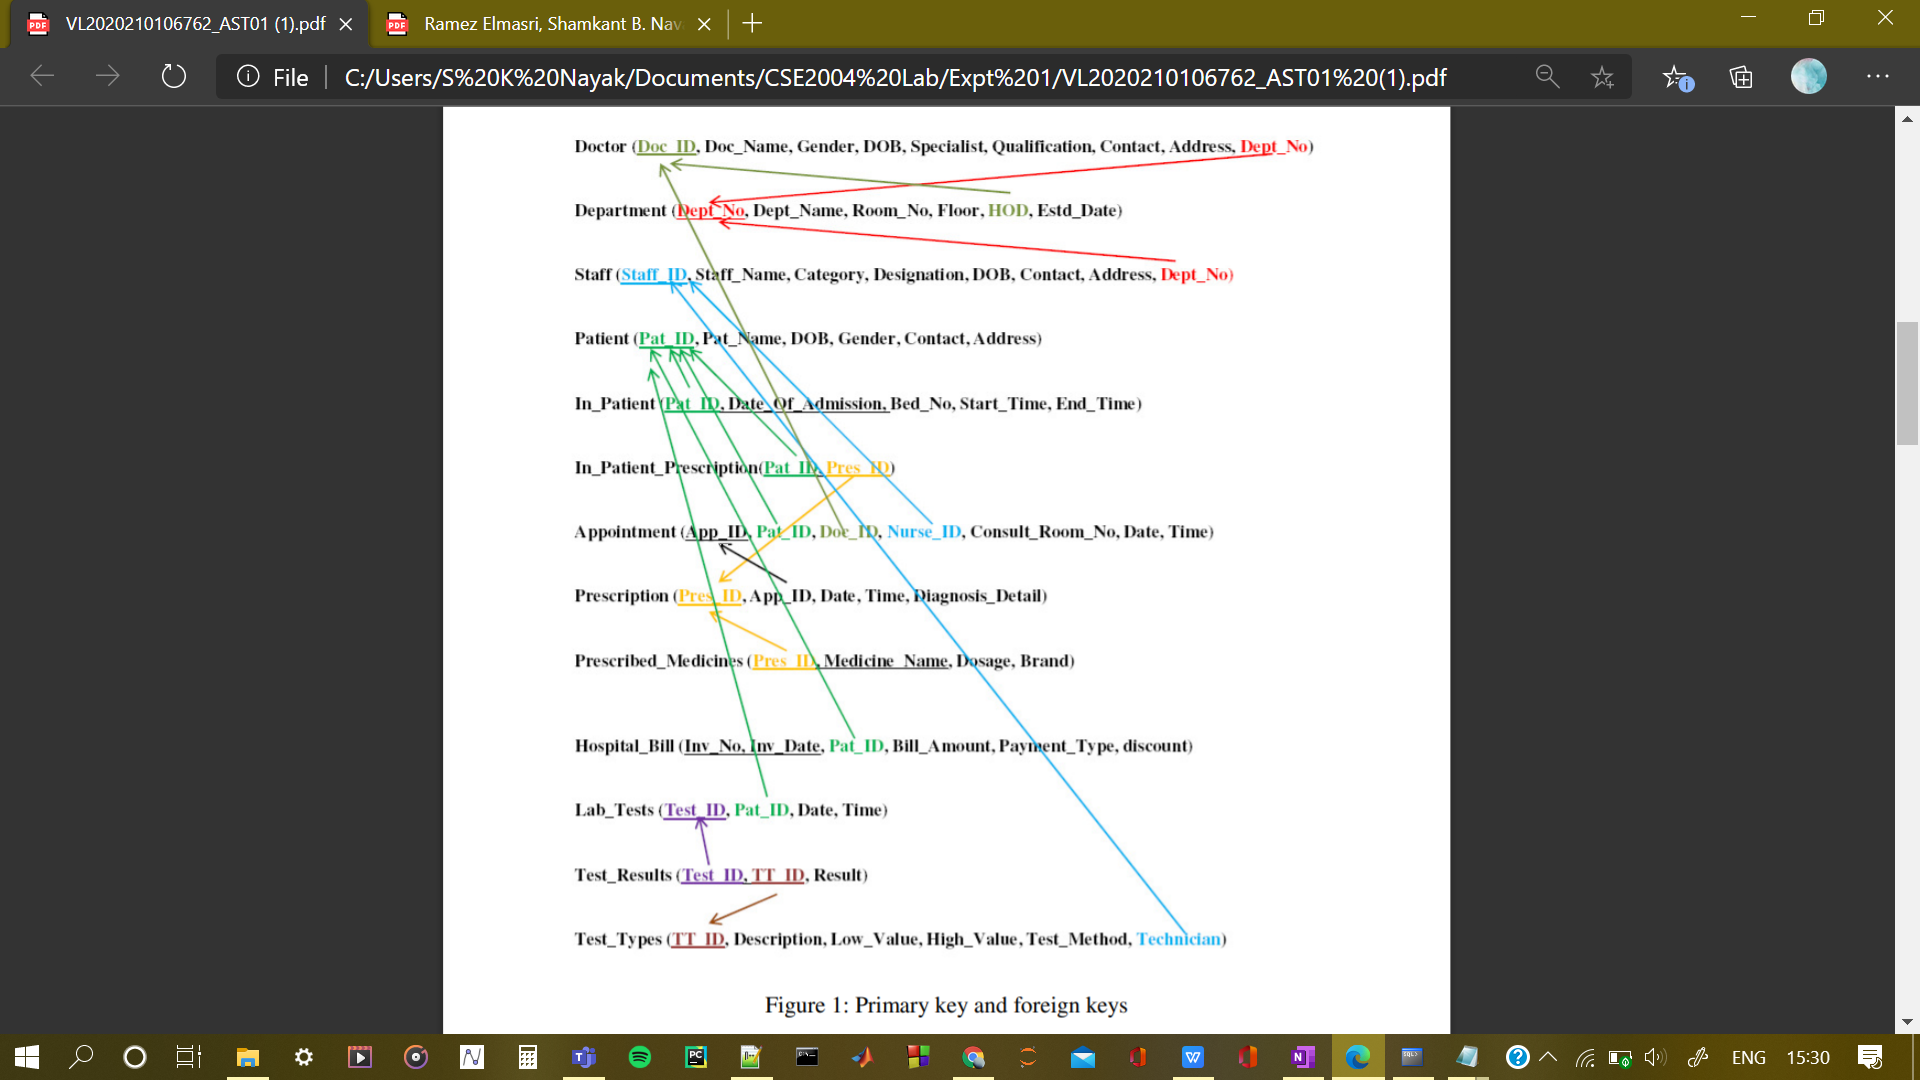 VL2020210106762_AST01 (1).pdf
Ramez Elmasri, Shamkant B. Nav
File
C:/Users/S%20K%20Nayak/Documents/CSE2004%20Lab/Expt%201/VL2020210106762_AST01%20(1).pdf
Doctor (Doc_ID, Doc_Name, Gender, DOB, Specialist, Qualification, Contact, Address, Dept_No)
Department (Dept_No, Dept_Name, Room_No, Floor, HOD, Estd_Date)
Staff (Staff_ID, Staff_Name, Category, Designation, DOB, Contact, Address, Dept_No)
Patient (Pat_ID, Pat_Name, DOB, Gender, Contact, Address)
In_Patient (Pat_ID, Date_Of_Admission, Bed_No, Start_Time, End_Time)
In_Patient_Prescription(Pat_ID, Pres_ID)
Appointment (App_ID, Pat_ID, Doc_ID, Nurse_ID, Consult_Room_No, Date, Time)
Prescription (Pres_ID, App_ID, Date, Time, Diagnosis_Detail)
Prescribed_Medicines (Pres_ID, Medicine_Name, Dosage, Brand)
Hospital_Bill (Inv_No, Inv_Date, Pat_ID, Bill_Amount, Payment_Type, discount)
Lab_Tests (Test_ID, Pat_ID, Date, Time)
Test_Results (Test_ID, TT_ID, Result)
Test_Types (TT_ID, Description, Low_Value, High_Value, Test_Method, Technician)
Figure 1: Primary key and foreign keys
ENG
15:30